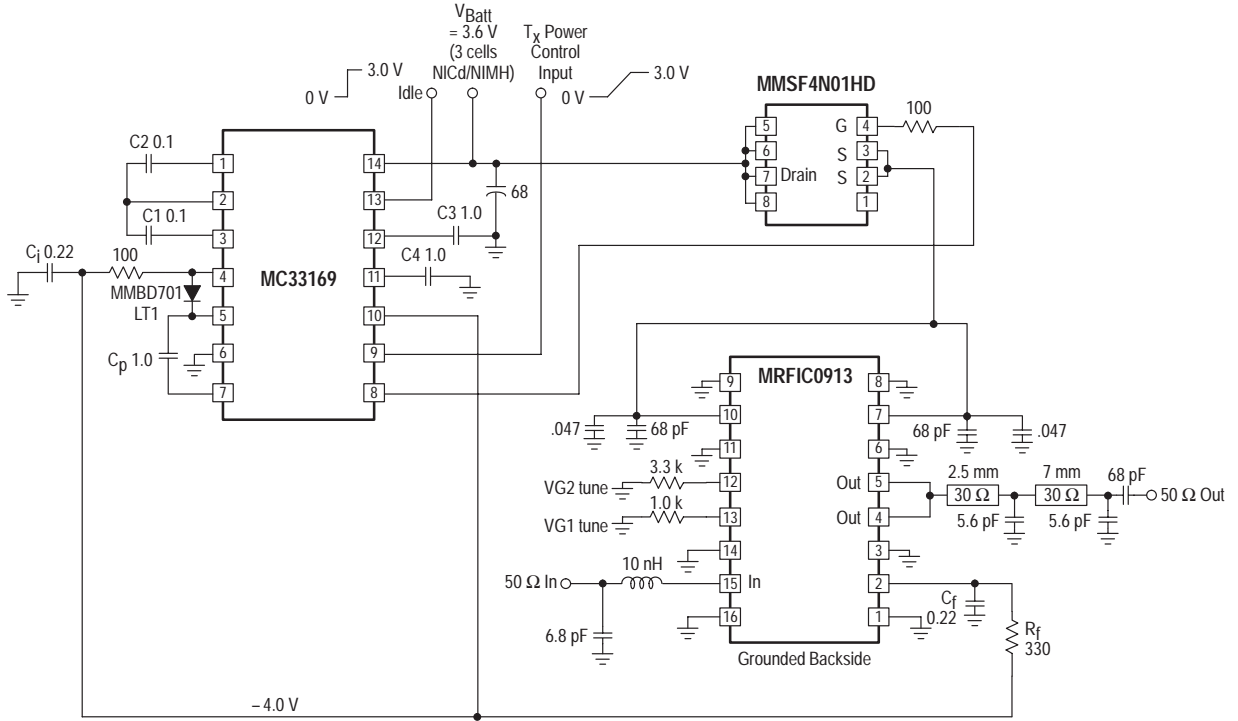 VBatt
= 3.6 V
(3 cells
NICd/NIMH)
TX Power
Control
Input
0 V
3.0 V
Idle
0 V
3.0 V
MMSF4N01HD
5
6
7
8
Drain
G
S
S
4
3
2
1
100
C2 0.1
C1 0.1
Ci 0.22
100
MMBD701
LT1
Cp 1.0
MC33169
1
2
3
4
5
6
7
14
13
12
11
10
9
8
68
C3 1.0
C4 1.0
MRFIC0913
9
10
11
12
13
14
15
16
In
8
7
6
5
4
3
2
1
Out
Out
.047
68 pF
68 pF
.047
3.3 k
VG2 tune
1.0 k
VG1 tune
50 Ω In
10 nH
6.8 pF
2.5 mm
30 Ω
7 mm
30 Ω
68 pF
50 Ω Out
5.6 pF
5.6 pF
Cf
0.22
Rf
330
Grounded Backside
– 4.0 V